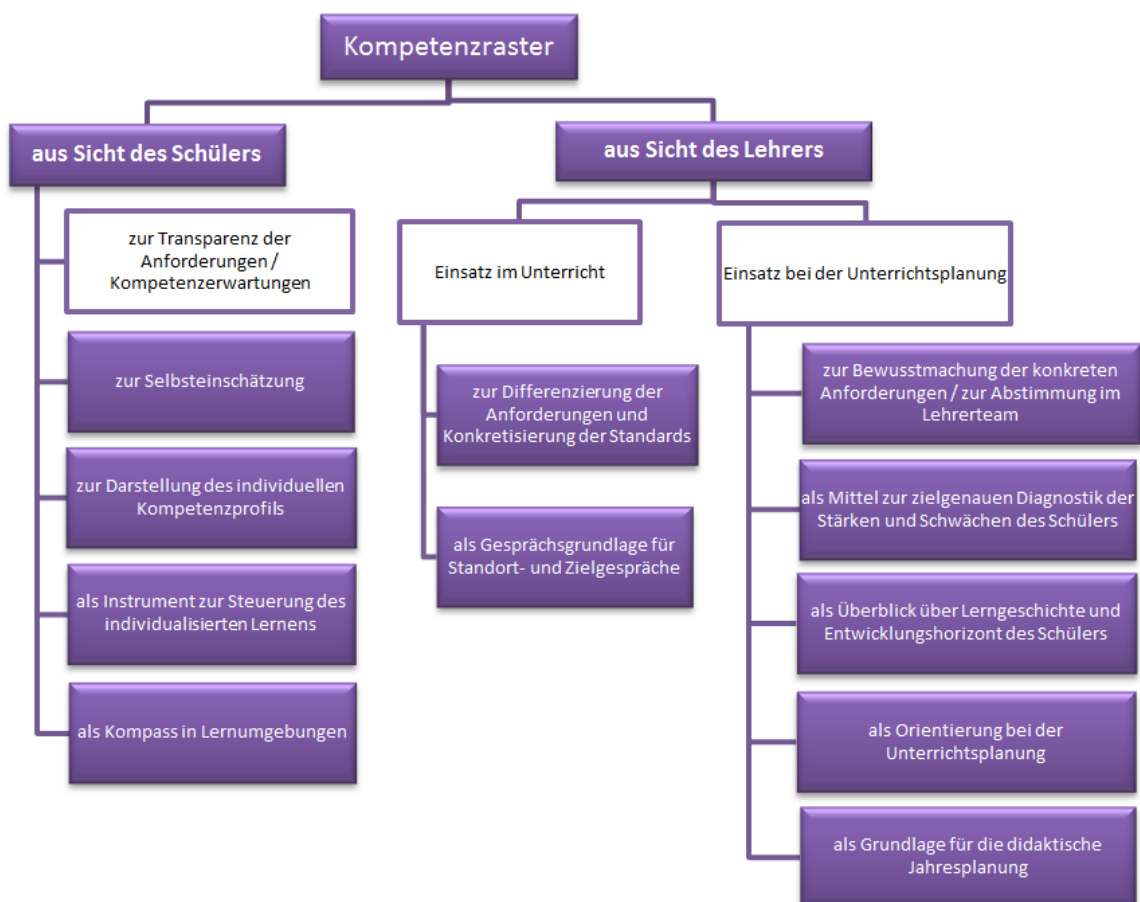 Kompetenzraster
aus Sicht des Schülers
zur Transparenz der
Anforderungen /
Kompetenzerwartungen
zur Selbsteinschätzung
zur Darstellung des individuellen
Kompetenzprofils
als Instrument zur Steuerung des
individualisierten Lernens
als Kompass in Lernumgebungen
aus Sicht des Lehrers
Einsatz im Unterricht
zur Differenzierung der
Anforderungen und
Konkretisierung der Standards
als Gesprächsgrundlage für
Standort- und Zielgespräche
Einsatz bei der Unterrichtsplanung
zur Bewusstmachung der konkreten
Anforderungen / zur Abstimmung im
Lehrerteam
als Mittel zur zielgenauen Diagnostik der
Stärken und Schwächen des Schülers
als Überblick über Lerngeschichte und
Entwicklungshorizont des Schülers
als Orientierung bei der
Unterrichtsplanung
als Grundlage für die didaktische
Jahresplanung